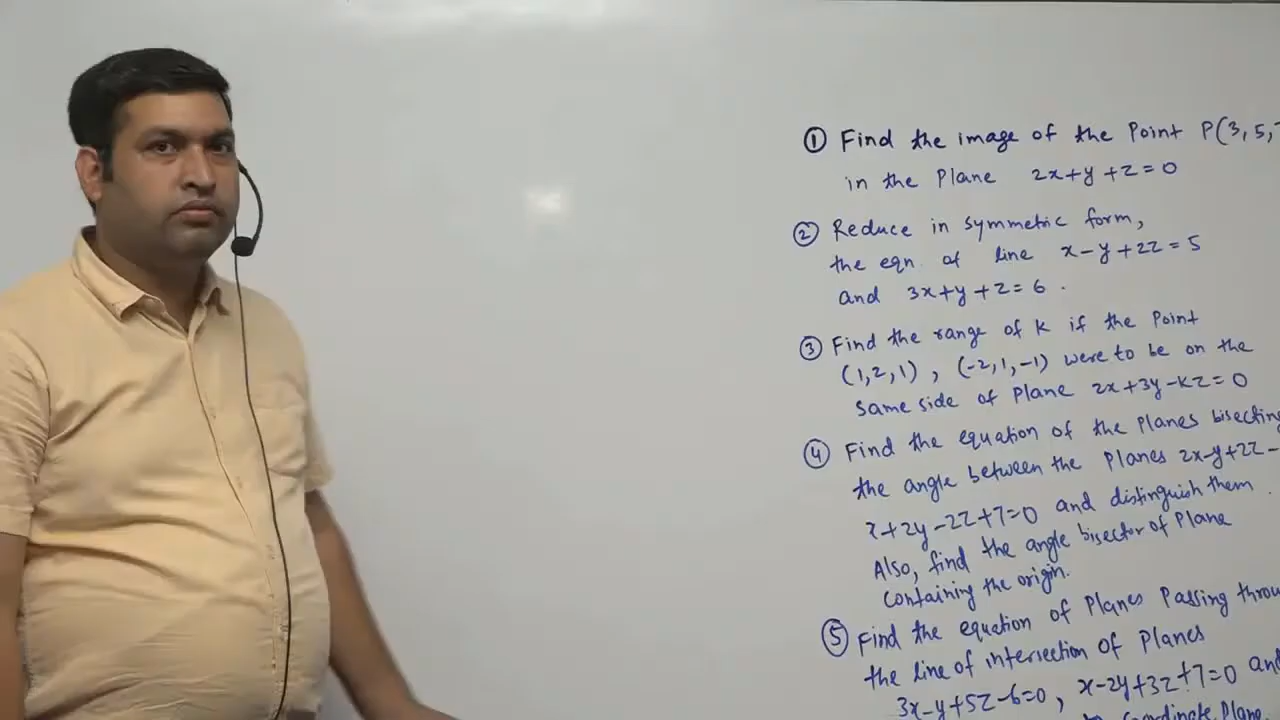 ① Find the image of the Point P(3, 5,
in the Plane 2x+y+z=0
② Reduce in symmetric form,
the eqn. of line x-y+2z=5
and 3x+y+z=6.
③ Find the range of k if the Point
(1,2,1), (-2,1,-1) were to be on the
same side of Plane 2x+3y-kz=0
④ Find the equation of the Planes bisecting
the angle between the Planes 2x-y+2z-
x+2y-2z+7=0 and distinguish them.
Also, find the angle bisector of Plane
containing the origin.
⑤ Find the equation of Planes Passing throu
the line of intersection of Planes
3x-y+5z-6=0, x-2y+3z+7=0 and
Coordinate Plane